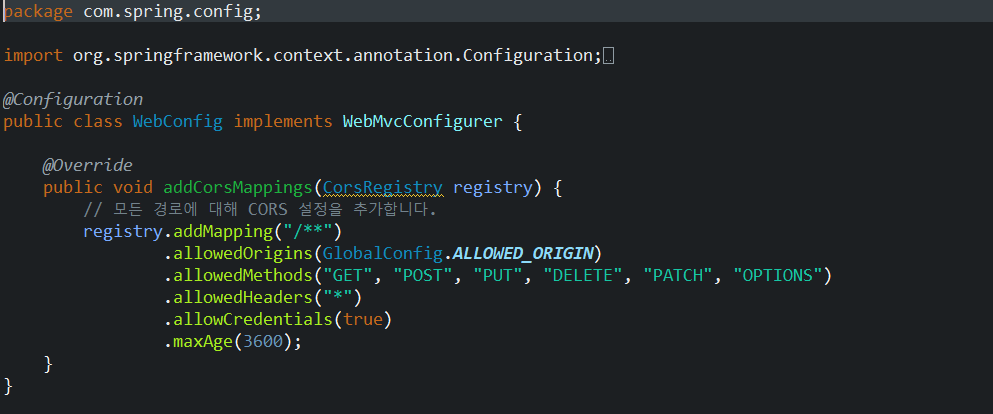 package com.spring.config;
import org.springframework.context.annotation.Configuration;
@Configuration
public class WebConfig implements WebMvcConfigurer {
@Override
public void addCorsMappings(CorsRegistry registry) {
// 모든 경로에 대해 CORS 설정을 추가합니다.
registry.addMapping("/**")
.allowedOrigins(GlobalConfig.ALLOWED_ORIGIN)
.allowedMethods("GET", "POST", "PUT", "DELETE", "PATCH", "OPTIONS")
.allowedHeaders("*")
.allowCredentials(true)
.maxAge(3600);
}
}